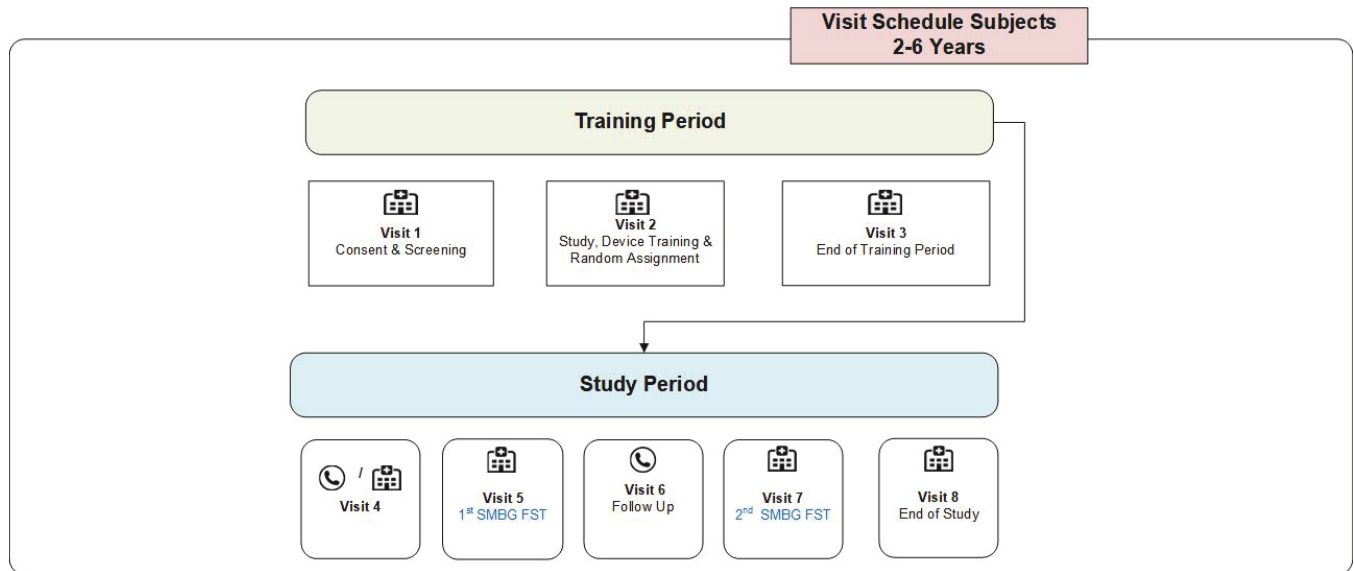 Visit Schedule Subjects
2-6 Years
Training Period
Visit 1
Consent & Screening
Visit 2
Study, Device Training &
Random Assignment
Visit 3
End of Training Period
Study Period
/
Visit 4
Visit 5
1st SMBG FST
Visit 6
Follow Up
Visit 7
2nd SMBG FST
Visit 8
End of Study